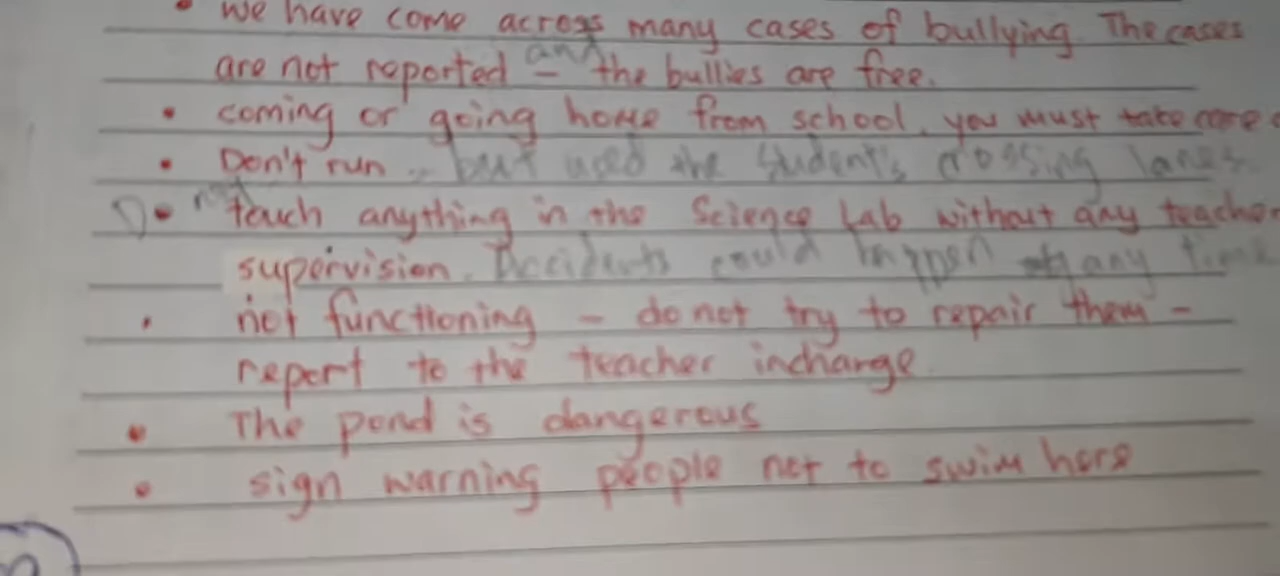 • we have come across many cases of bullying. The cases
are not reported and – the bullies are free.
• coming or going home from school, you must take care
• Don't run – but used the student's crossing lanes.
Do • not touch anything in the Science Lab without any teacher
supervision. Accidents could happen at any time
• not functioning – do not try to repair them –
report to the teacher incharge.
• The pond is dangerous
• sign warning people not to swim here